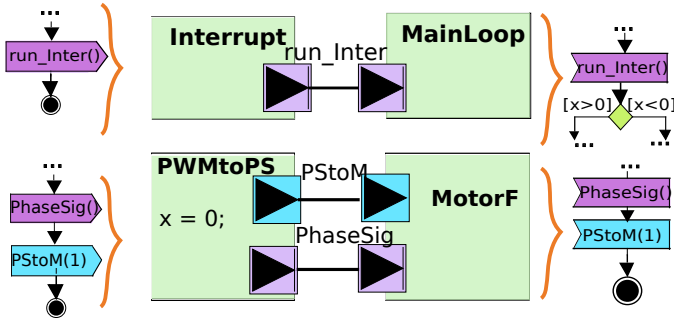 ...
run_Inter()
Interrupt
run_Inter
MainLoop
...
run_Inter()
[x>0] [x<0]
... ...
...
PhaseSig()
PStoM(1)
PWMtoPS
x = 0;
PStoM
PhaseSig
MotorF
...
PhaseSig()
PStoM(1)